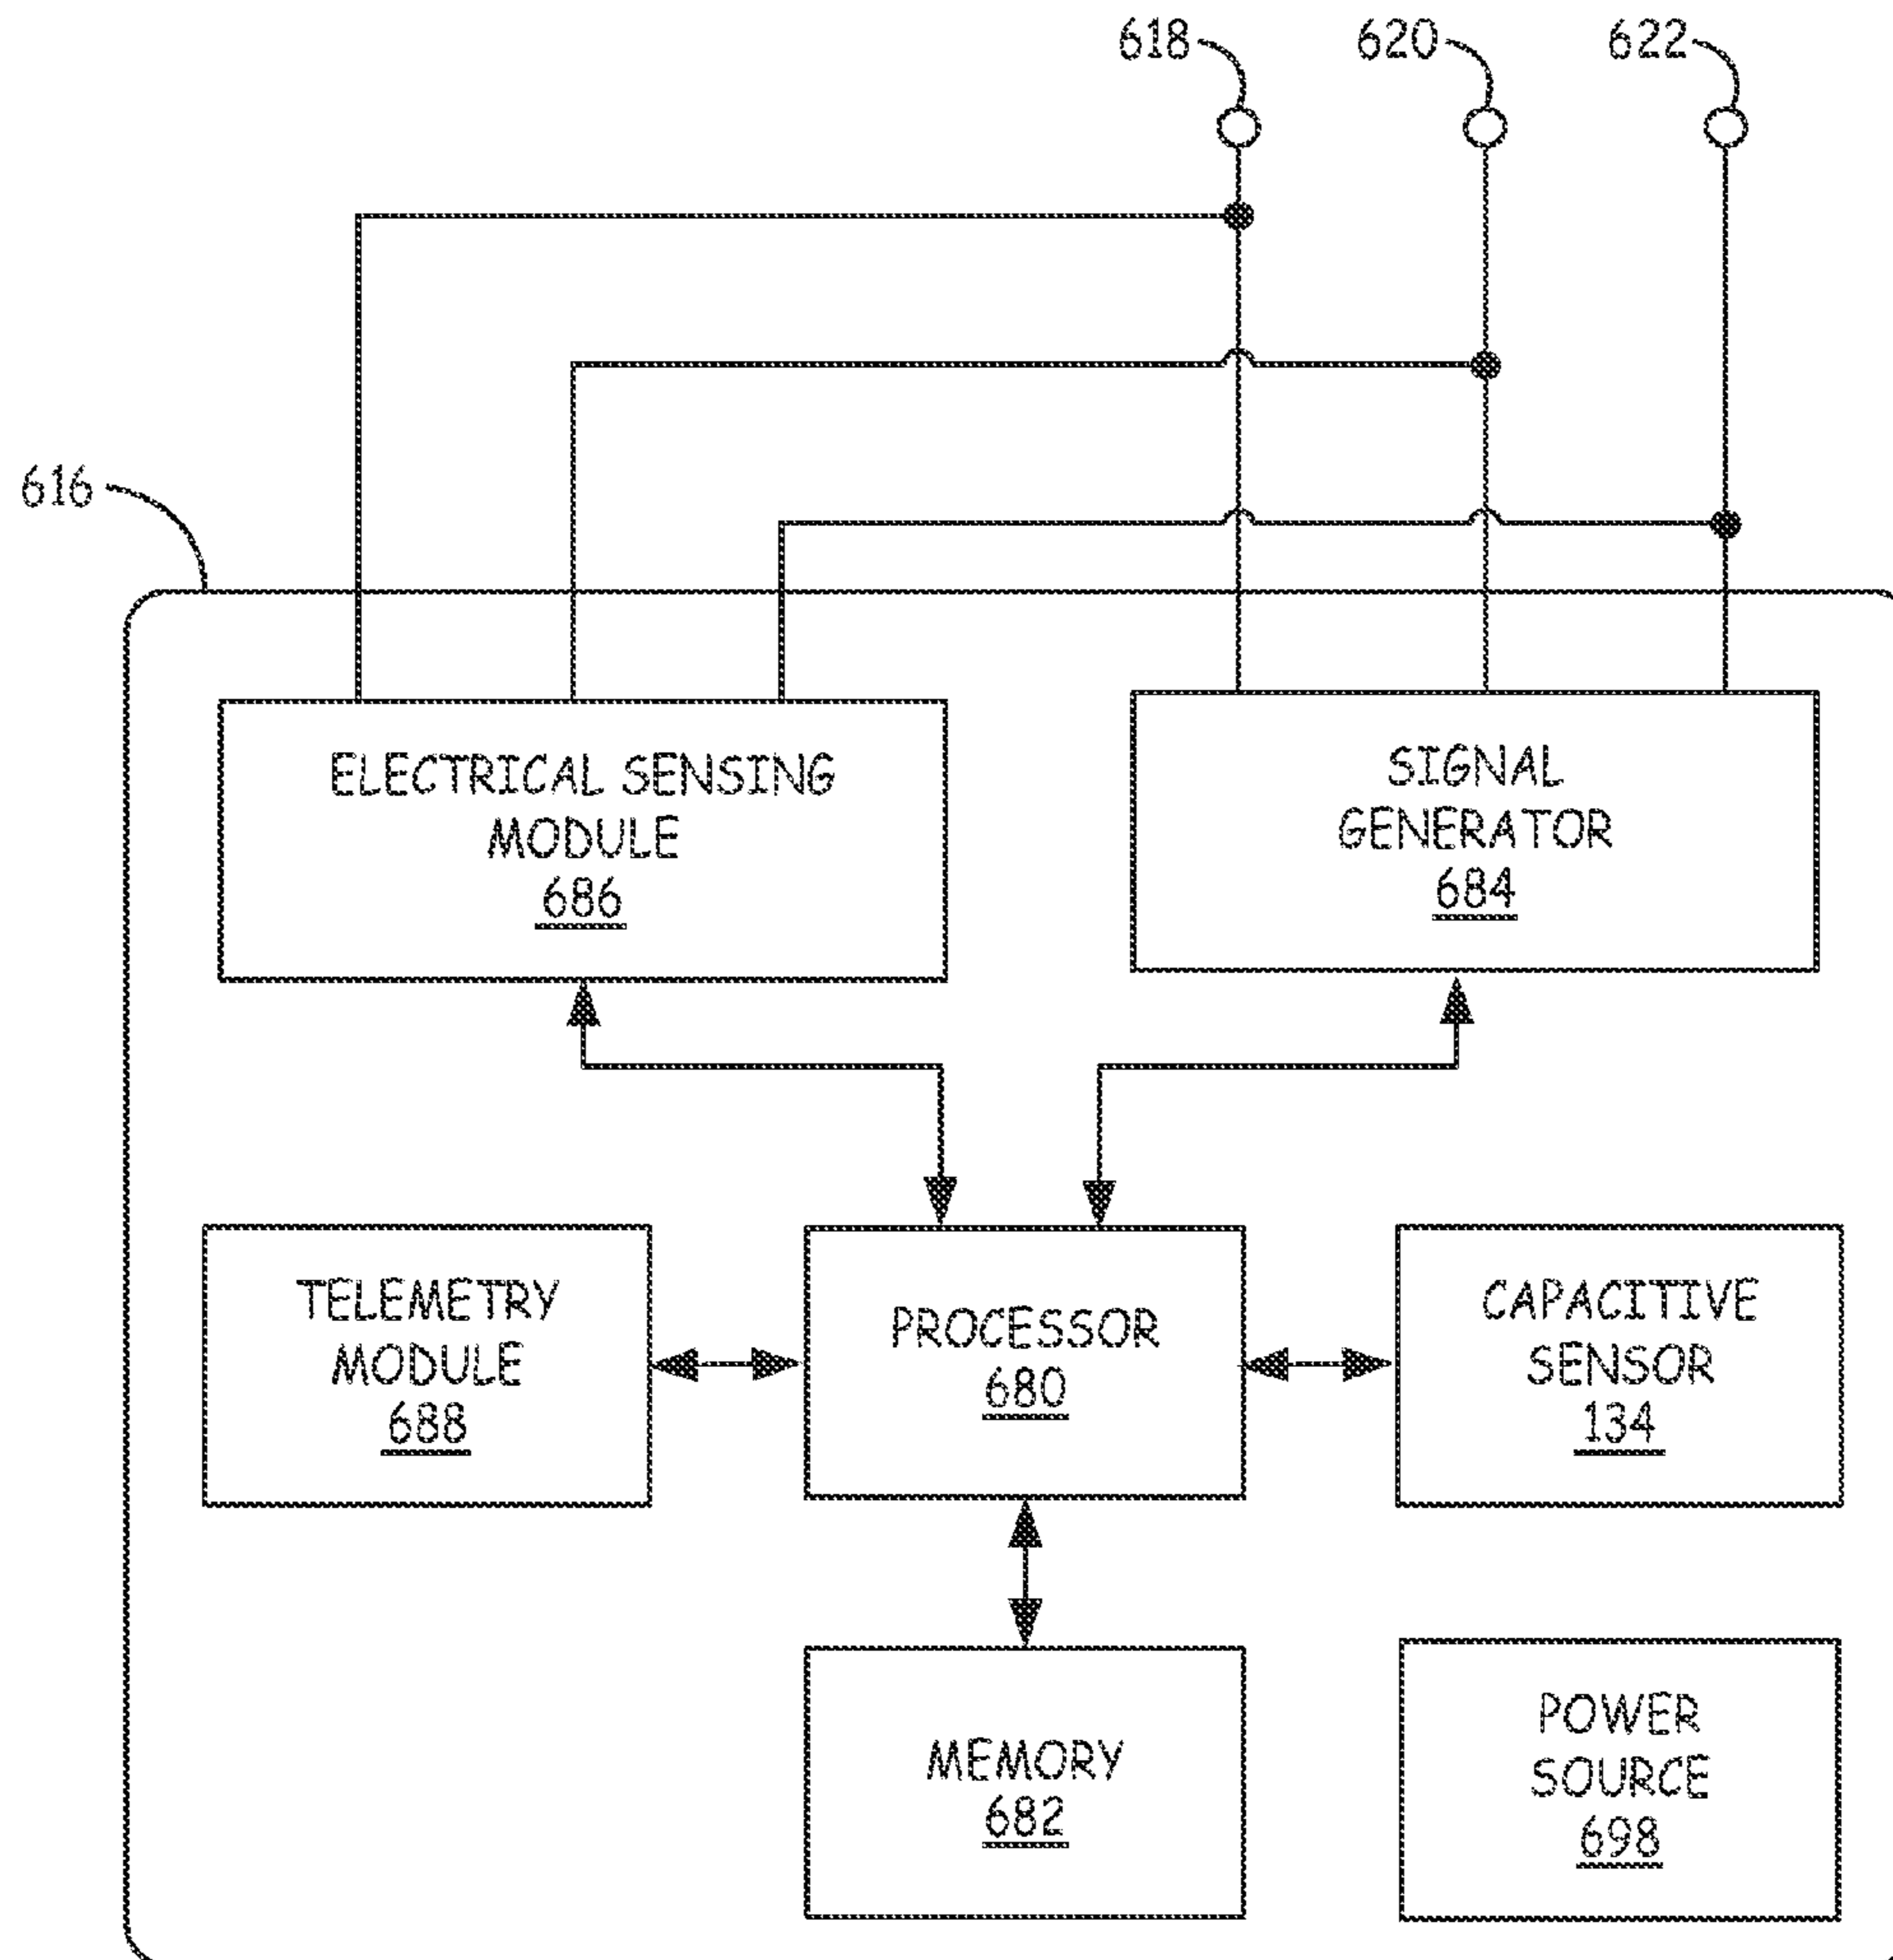 618
620
622
616
ELECTRICAL SENSING
MODULE
686
SIGNAL
GENERATOR
684
TELEMETRY
MODULE
688
PROCESSOR
680
CAPACITIVE
SENSOR
134
MEMORY
682
POWER
SOURCE
698